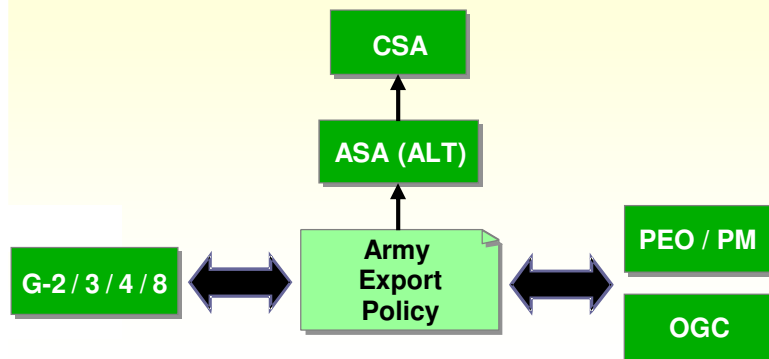 CSA
ASA (ALT)
G-2 / 3 / 4 / 8
Army
Export
Policy
PEO / PM
OGC